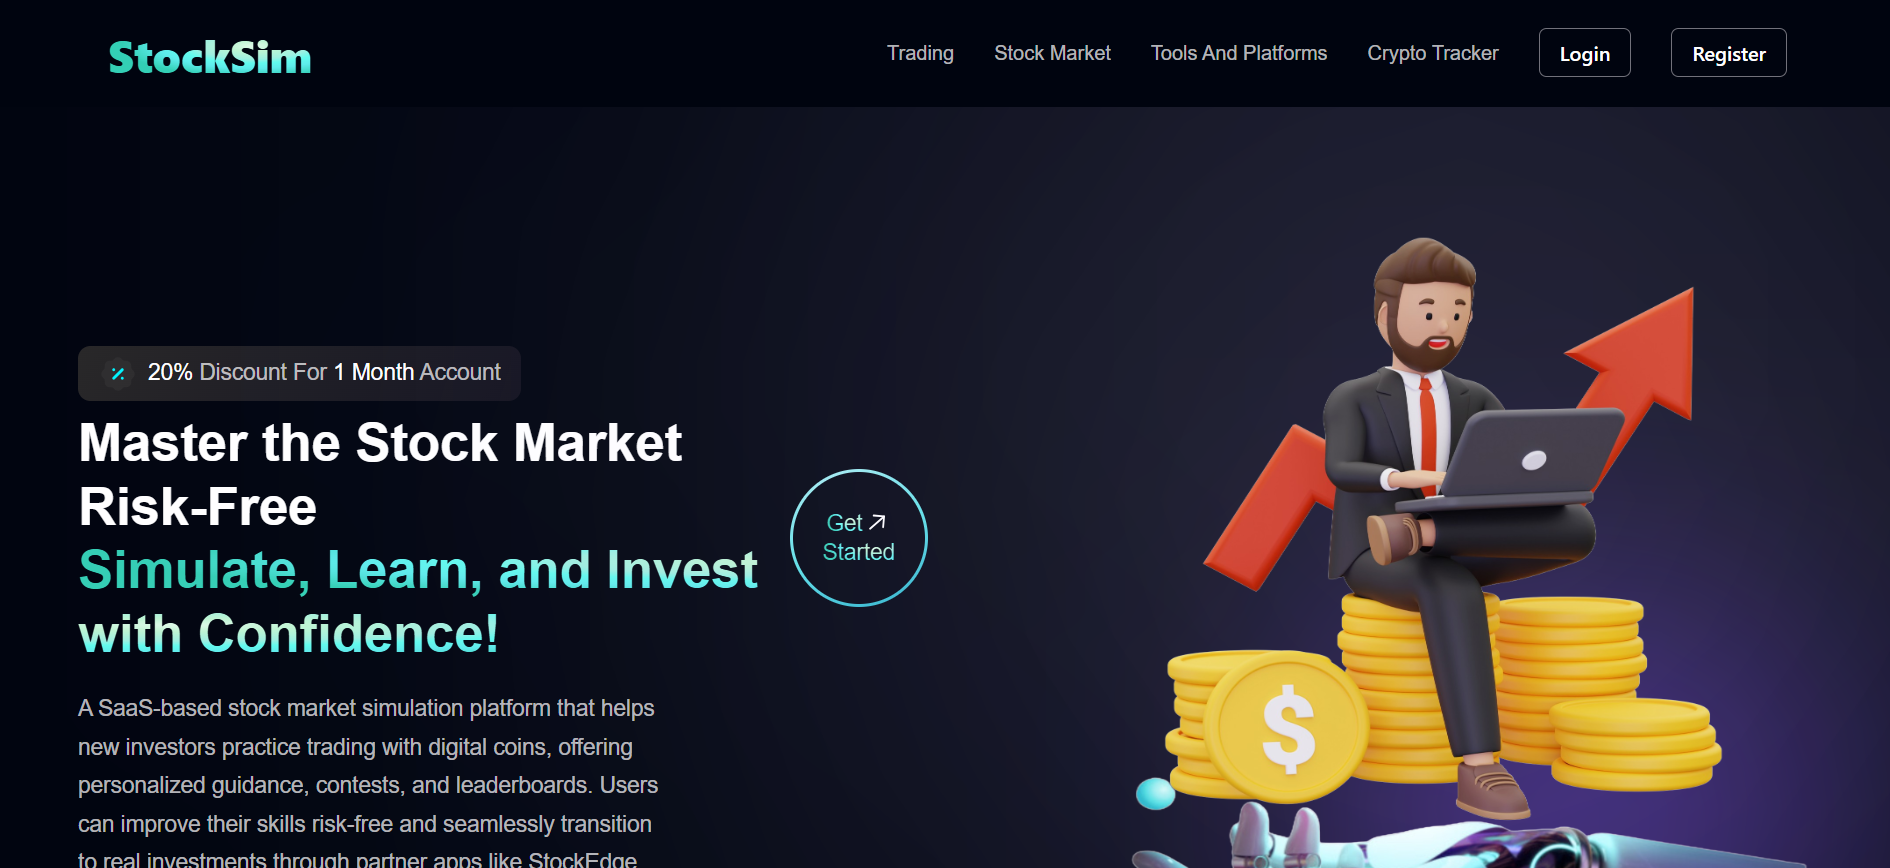 StockSim
Trading Stock Market Tools And Platforms Crypto Tracker Login Register
20% Discount For 1 Month Account
Master the Stock Market
Risk-Free
Simulate, Learn, and Invest
with Confidence!
Get
Started
A SaaS-based stock market simulation platform that helps
new investors practice trading with digital coins, offering
personalized guidance, contests, and leaderboards. Users
can improve their skills risk-free and seamlessly transition
to real investments through partner apps like StockEdge
$